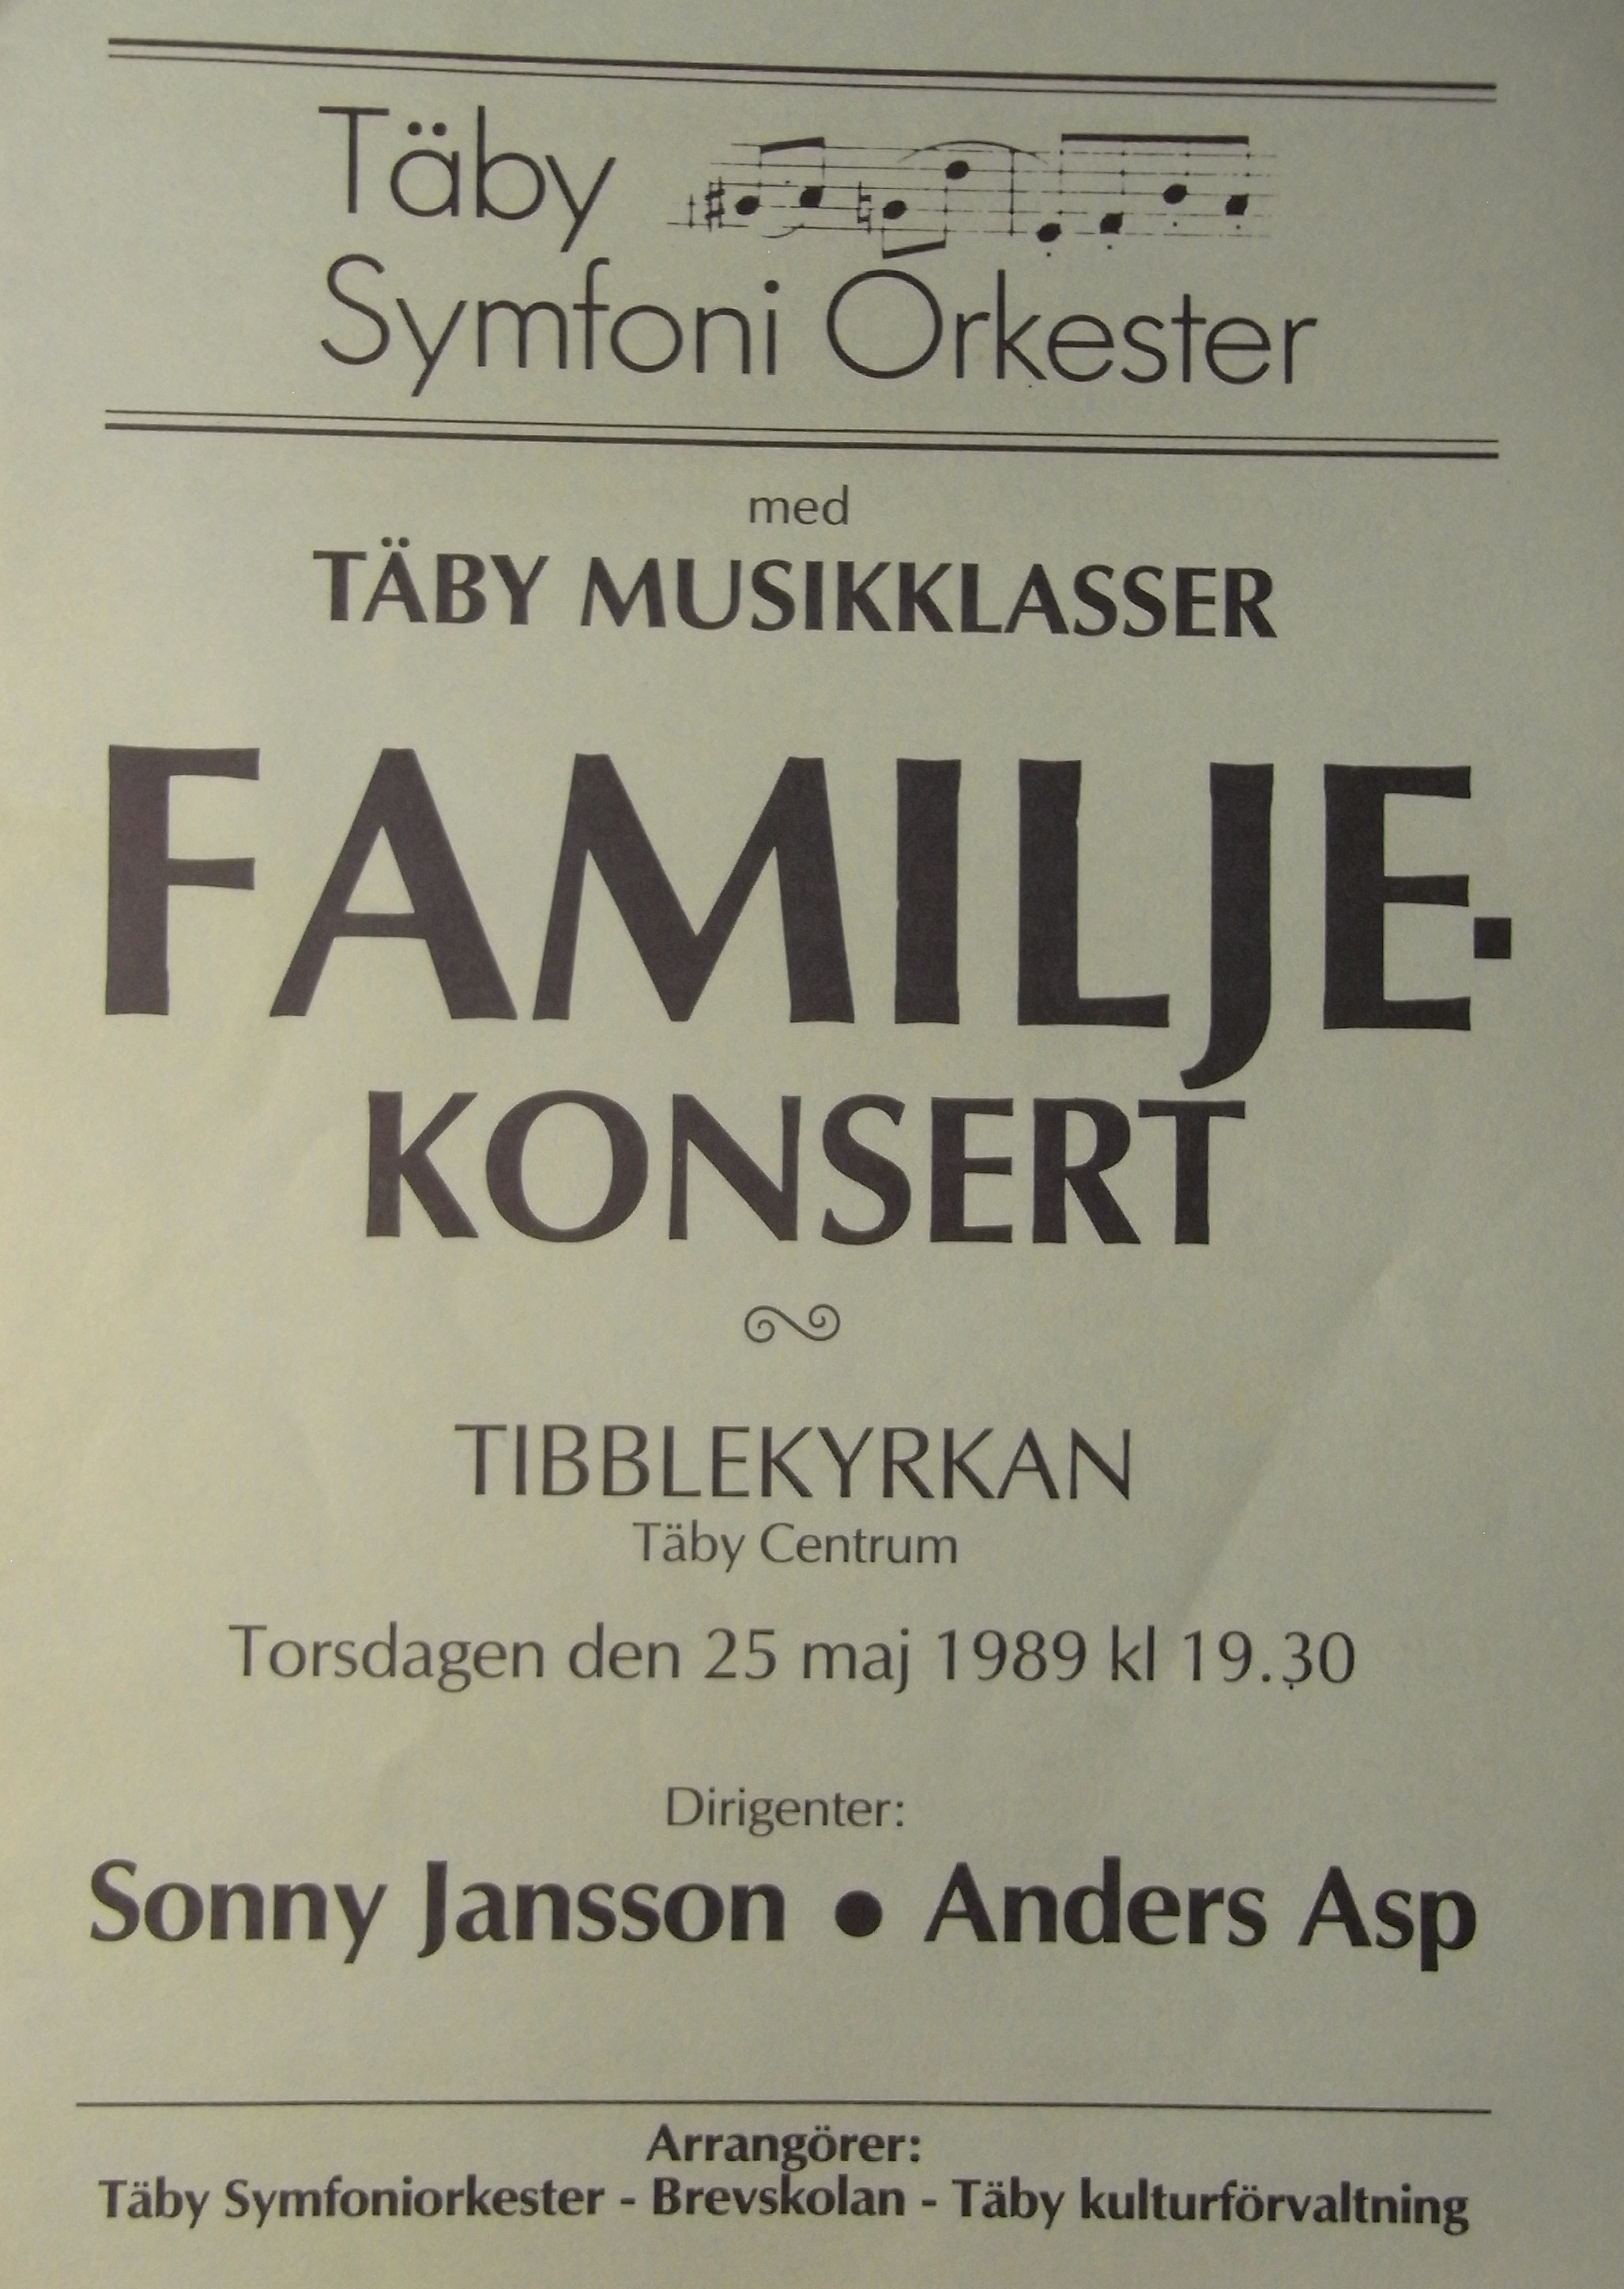 Täby
Symfoni Orkester
med
TÄBY MUSIKKLASSER
FAMILJE-
KONSERT
TIBBLEKYRKAN
Täby Centrum
Torsdagen den 25 maj 1989 kl 19.30
Dirigenter:
Sonny Jansson • Anders Asp
Arrangörer:
Täby Symfoniorkester - Brevskolan - Täby kulturförvaltning